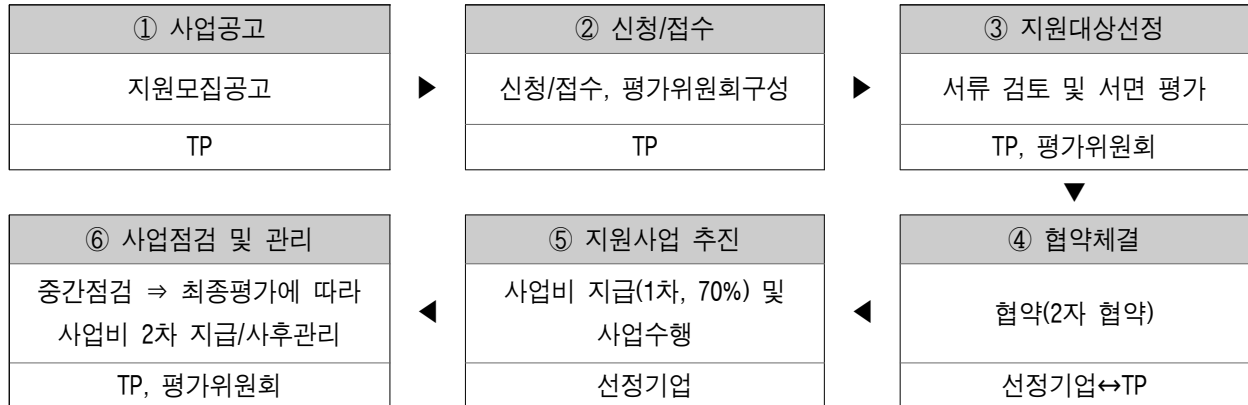 ① 사업공고
지원모집공고
TP
▶
② 신청/접수
신청/접수, 평가위원회구성
TP
▶
③ 지원대상선정
서류 검토 및 서면 평가
TP, 평가위원회
▼
④ 협약체결
협약(2자 협약)
선정기업↔TP
◀
⑤ 지원사업 추진
사업비 지급(1차, 70%) 및
사업수행
선정기업
◀
⑥ 사업점검 및 관리
중간점검 ⇒ 최종평가에 따라
사업비 2차 지급/사후관리
TP, 평가위원회